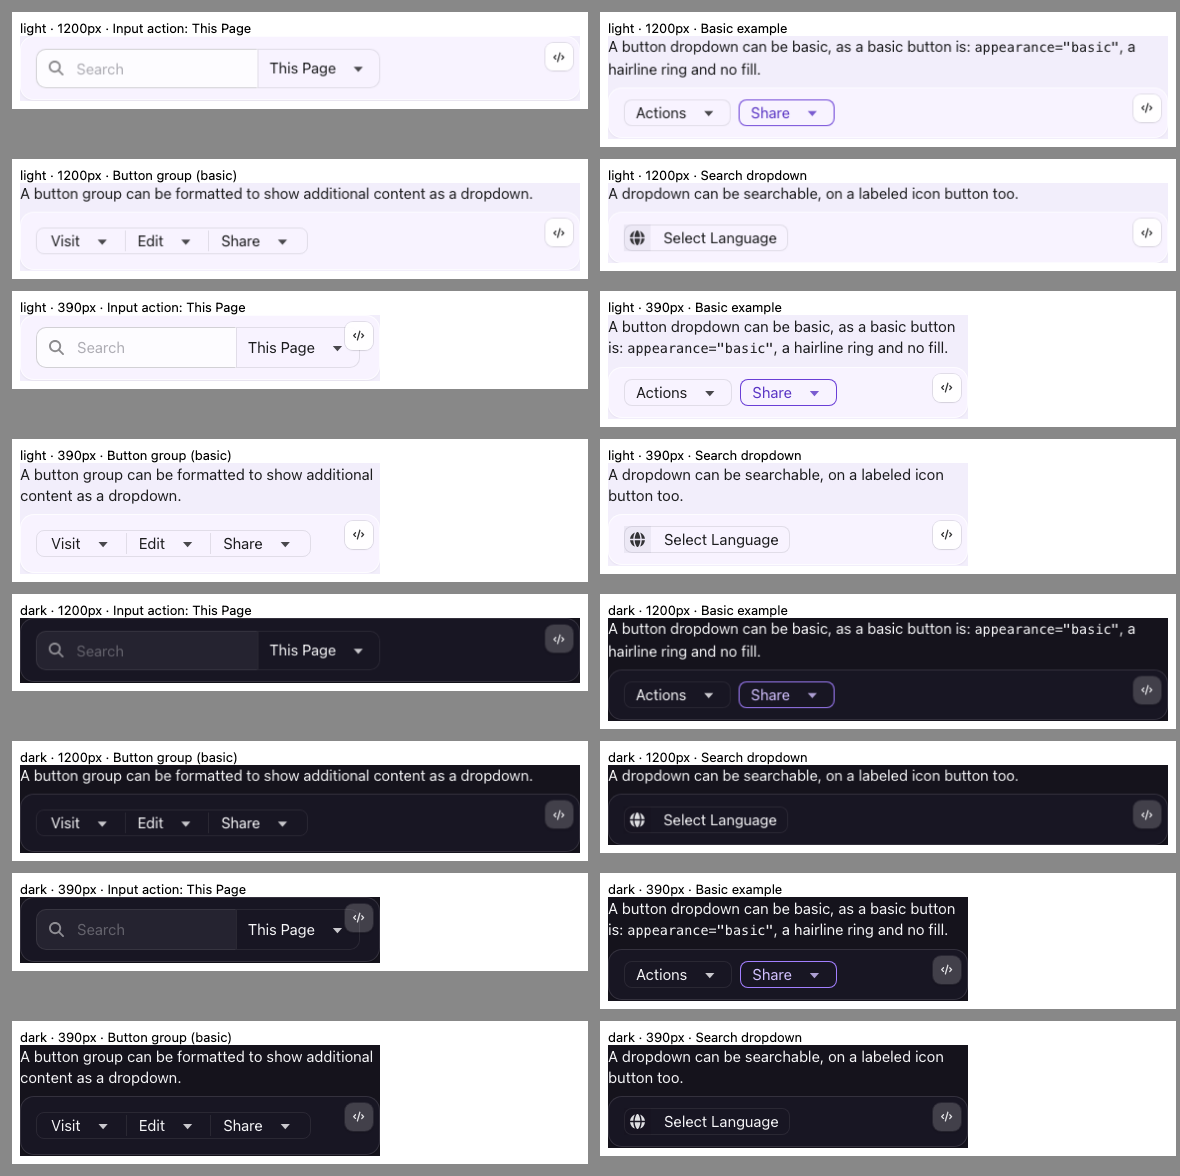 light · 1200px · Input action: This Page
Search
This Page
</>
light · 1200px · Basic example
A button dropdown can be basic, as a basic button is: appearance="basic", a
hairline ring and no fill.
Actions
Share
</>
light · 1200px · Button group (basic)
A button group can be formatted to show additional content as a dropdown.
Visit
Edit
Share
</>
light · 1200px · Search dropdown
A dropdown can be searchable, on a labeled icon button too.
Select Language
</>
light · 390px · Input action: This Page
Search
This Page
</>
light · 390px · Basic example
A button dropdown can be basic, as a basic button
is: appearance="basic", a hairline ring and no fill.
Actions
Share
</>
light · 390px · Button group (basic)
A button group can be formatted to show additional
content as a dropdown.
Visit
Edit
Share
</>
light · 390px · Search dropdown
A dropdown can be searchable, on a labeled icon
button too.
Select Language
</>
dark · 1200px · Input action: This Page
Search
This Page
</>
dark · 1200px · Basic example
A button dropdown can be basic, as a basic button is: appearance="basic", a
hairline ring and no fill.
Actions
Share
</>
dark · 1200px · Button group (basic)
A button group can be formatted to show additional content as a dropdown.
Visit
Edit
Share
</>
dark · 1200px · Search dropdown
A dropdown can be searchable, on a labeled icon button too.
Select Language
</>
dark · 390px · Input action: This Page
Search
This Page
</>
dark · 390px · Basic example
A button dropdown can be basic, as a basic button
is: appearance="basic", a hairline ring and no fill.
Actions
Share
</>
dark · 390px · Button group (basic)
A button group can be formatted to show additional
content as a dropdown.
Visit
Edit
Share
</>
dark · 390px · Search dropdown
A dropdown can be searchable, on a labeled icon
button too.
Select Language
</>